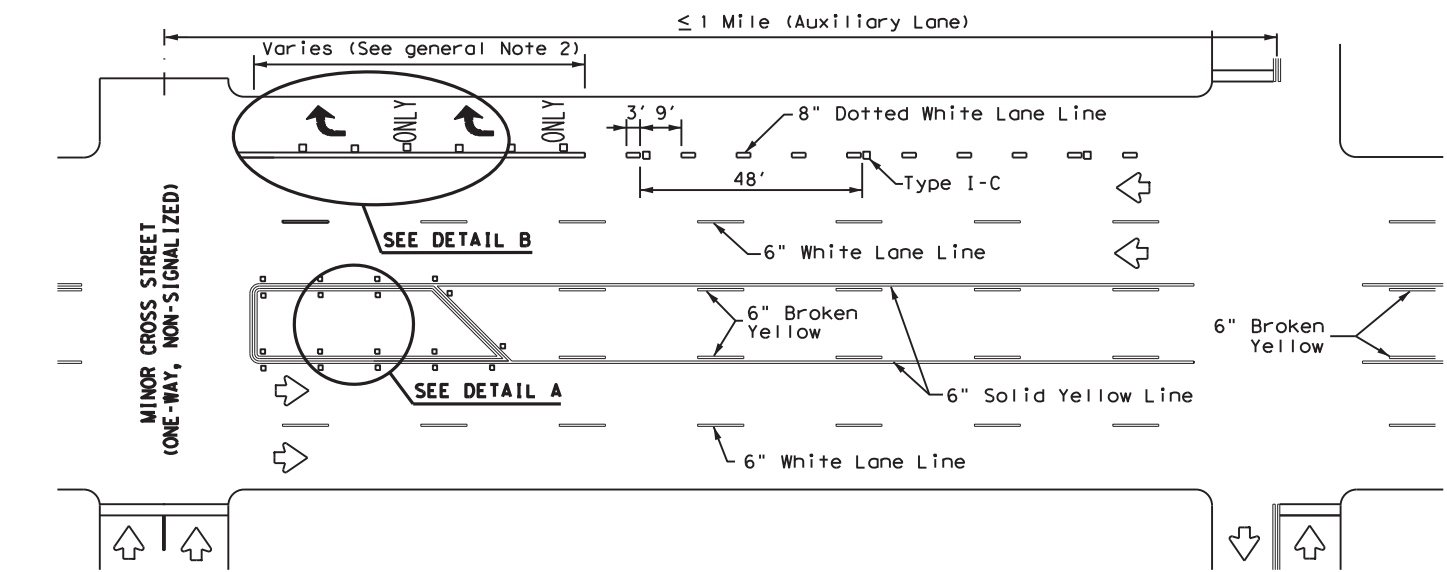 ≤ 1 Mile (Auxiliary Lane)
Varies (See general Note 2)
ONLY
ONLY
3' 9'
8" Dotted White Lane Line
48'
Type I-C
SEE DETAIL B
6" White Lane Line
MINOR CROSS STREET
(ONE-WAY, NON-SIGNALIZED)
6" Broken
Yellow
6" Broken
Yellow
SEE DETAIL A
6" Solid Yellow Line
6" White Lane Line